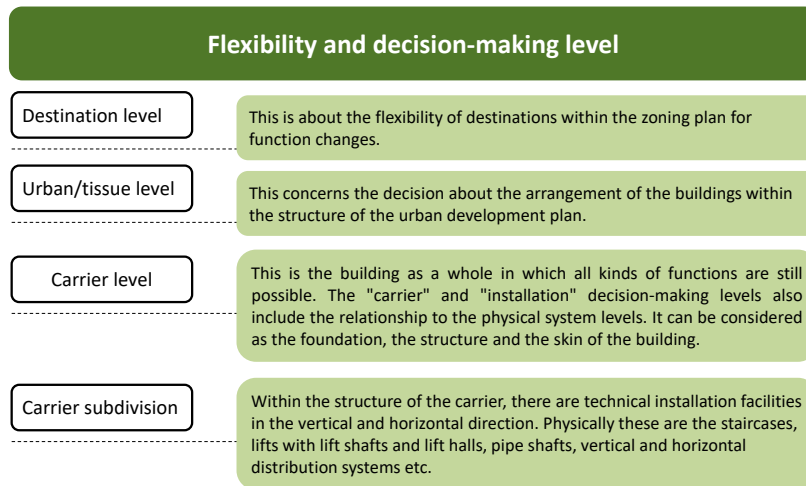 Flexibility and decision-making level
Destination level
This is about the flexibility of destinations within the zoning plan for
function changes.
Urban/tissue level
This concerns the decision about the arrangement of the buildings within
the structure of the urban development plan.
Carrier level
This is the building as a whole in which all kinds of functions are still
possible. The "carrier" and "installation" decision-making levels also
include the relationship to the physical system levels. It can be considered
as the foundation, the structure and the skin of the building.
Carrier subdivision
Within the structure of the carrier, there are technical installation facilities
in the vertical and horizontal direction. Physically these are the staircases,
lifts with lift shafts and lift halls, pipe shafts, vertical and horizontal
distribution systems etc.